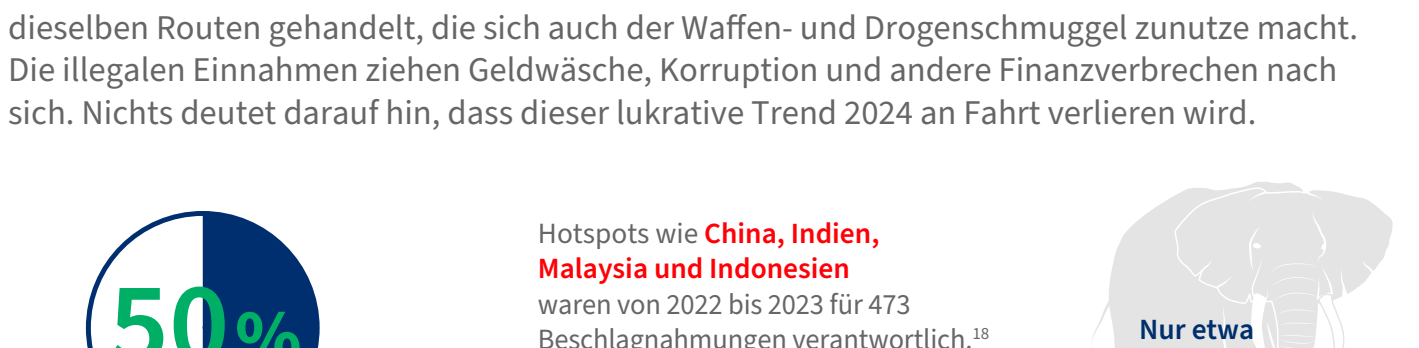 dieselben Routen gehandelt, die sich auch der Waffen- und Drogenschmuggel zunutze macht.
Die illegalen Einnahmen ziehen Geldwäsche, Korruption und andere Finanzverbrechen nach
sich. Nichts deutet darauf hin, dass dieser lukrative Trend 2024 an Fahrt verlieren wird.
50%
Hotspots wie China, Indien,
Malaysia und Indonesien
waren von 2022 bis 2023 für 473
Beschlagnahmungen verantwortlich.18
Nur etwa